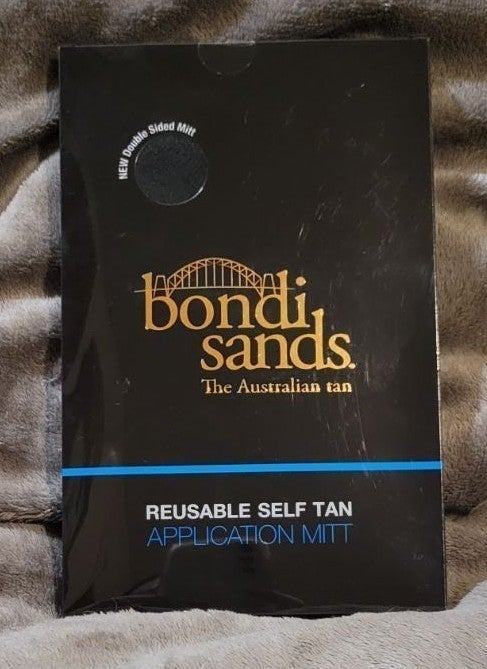 NEW Double Sided Mitt
bondi
sands.
The Australian tan
REUSABLE SELF TAN
APPLICATION MITT